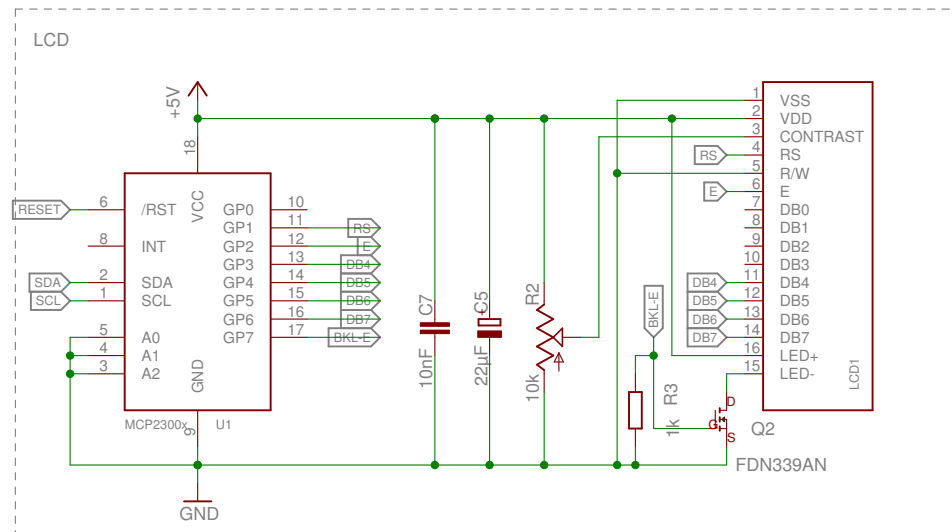 LCD
+5V
18
VCC
RESET
6
/RST
8
INT
SDA
2
SDA
SCL
1
SCL
5
A0
4
A1
3
A2
GP0
10
GP1
11
RS
GP2
12
E
GP3
13
DB4
GP4
14
DB5
GP5
15
DB6
GP6
16
DB7
GP7
17
BKL-E
GND
MCP2300x
9
U1
GND
C7
10nF
C5
+
22µF
R2
10k
BKL-E
R3
1k
1
VSS
2
VDD
3
CONTRAST
RS
4
RS
5
R/W
E
6
E
7
DB0
8
DB1
9
DB2
10
DB3
DB4
11
DB4
DB5
12
DB5
DB6
13
DB6
DB7
14
DB7
16
LED+
15
LED-
LCD1
D
G
S
Q2
FDN339AN